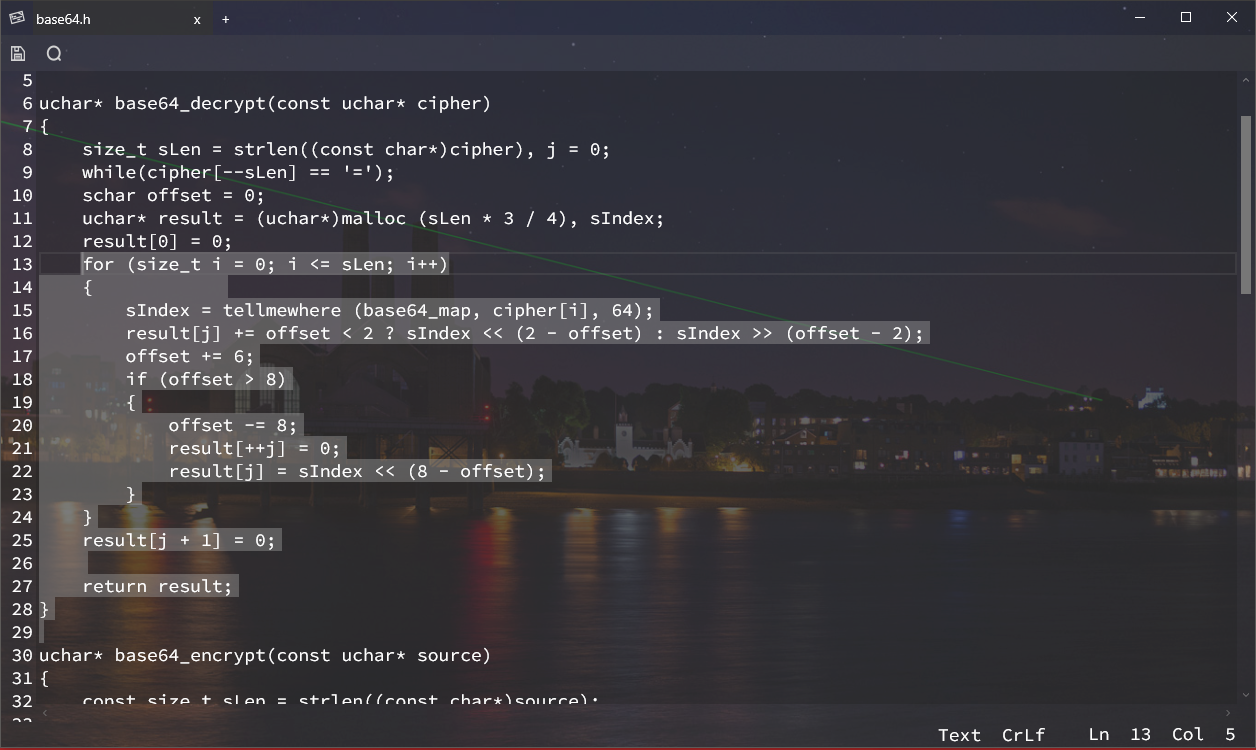 base64.h x +
5
6 uchar* base64_decrypt(const uchar* cipher)
7 {
8     size_t sLen = strlen((const char*)cipher), j = 0;
9     while(cipher[--sLen] == '=');
10     schar offset = 0;
11     uchar* result = (uchar*)malloc (sLen * 3 / 4), sIndex;
12     result[0] = 0;
13     for (size_t i = 0; i <= sLen; i++)
14     {
15         sIndex = tellmewhere (base64_map, cipher[i], 64);
16         result[j] += offset < 2 ? sIndex << (2 - offset) : sIndex >> (offset - 2);
17         offset += 6;
18         if (offset > 8)
19         {
20             offset -= 8;
21             result[++j] = 0;
22             result[j] = sIndex << (8 - offset);
23         }
24     }
25     result[j + 1] = 0;
26
27     return result;
28 }
29
30 uchar* base64_encrypt(const uchar* source)
31 {
32     const size_t sLen = strlen((const char*)source);
Text CrLf Ln 13 Col 5